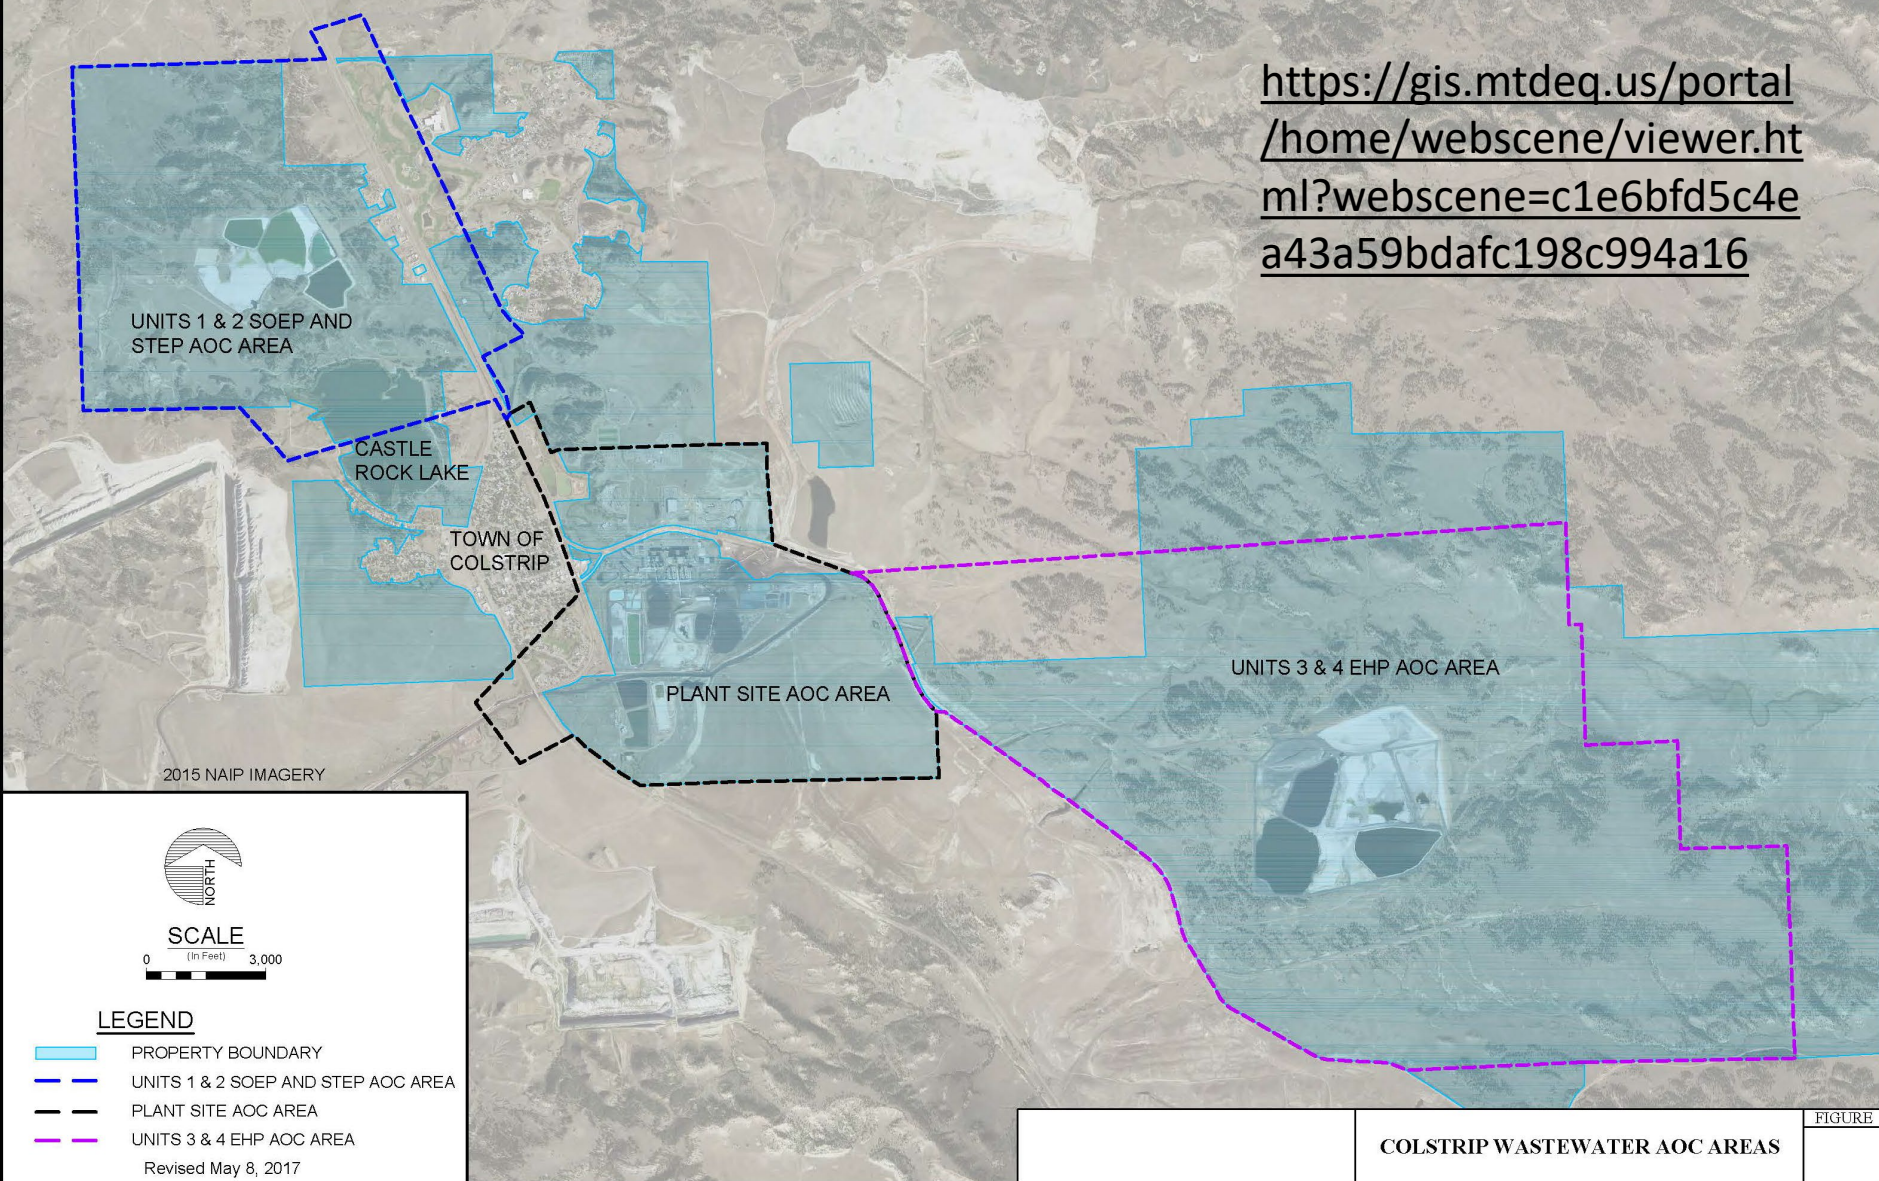 https://gis.mtdeq.us/portal
/home/webscene/viewer.ht
ml?webscene=c1e6bfd5c4e
a43a59bdafc198c994a16
UNITS 1 & 2 SOEP AND
STEP AOC AREA
CASTLE
ROCK LAKE
TOWN OF
COLSTRIP
PLANT SITE AOC AREA
UNITS 3 & 4 EHP AOC AREA
2015 NAIP IMAGERY
NORTH
SCALE
(In Feet)
0 3,000
LEGEND
PROPERTY BOUNDARY
UNITS 1 & 2 SOEP AND STEP AOC AREA
PLANT SITE AOC AREA
UNITS 3 & 4 EHP AOC AREA
Revised May 8, 2017
COLSTRIP WASTEWATER AOC AREAS
FIGURE